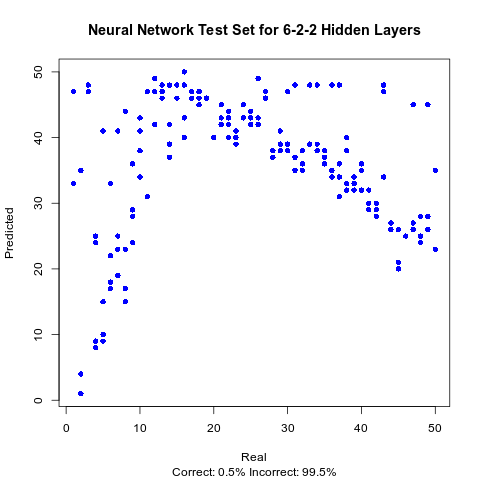 Neural Network Test Set for 6-2-2 Hidden Layers
Predicted
50
40
30
20
10
0
0 10 20 30 40 50
Real
Correct: 0.5% Incorrect: 99.5%